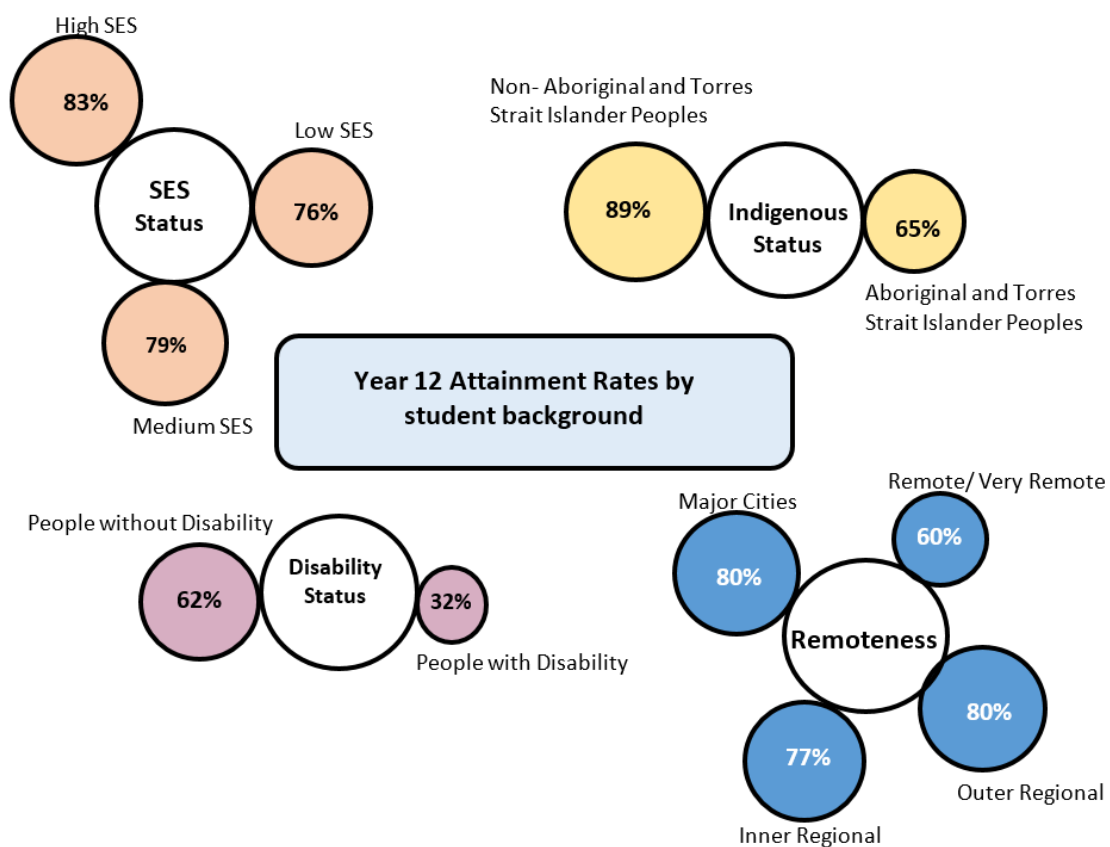 High SES
83%
Low SES
SES
Status
76%
79%
Medium SES
Non- Aboriginal and Torres
Strait Islander Peoples
89%
Indigenous
Status
65%
Aboriginal and Torres
Strait Islander Peoples
Year 12 Attainment Rates by
student background
People without Disability
62%
Disability
Status
32%
People with Disability
Remote/ Very Remote
Major Cities
60%
80%
Remoteness
80%
77%
Outer Regional
Inner Regional